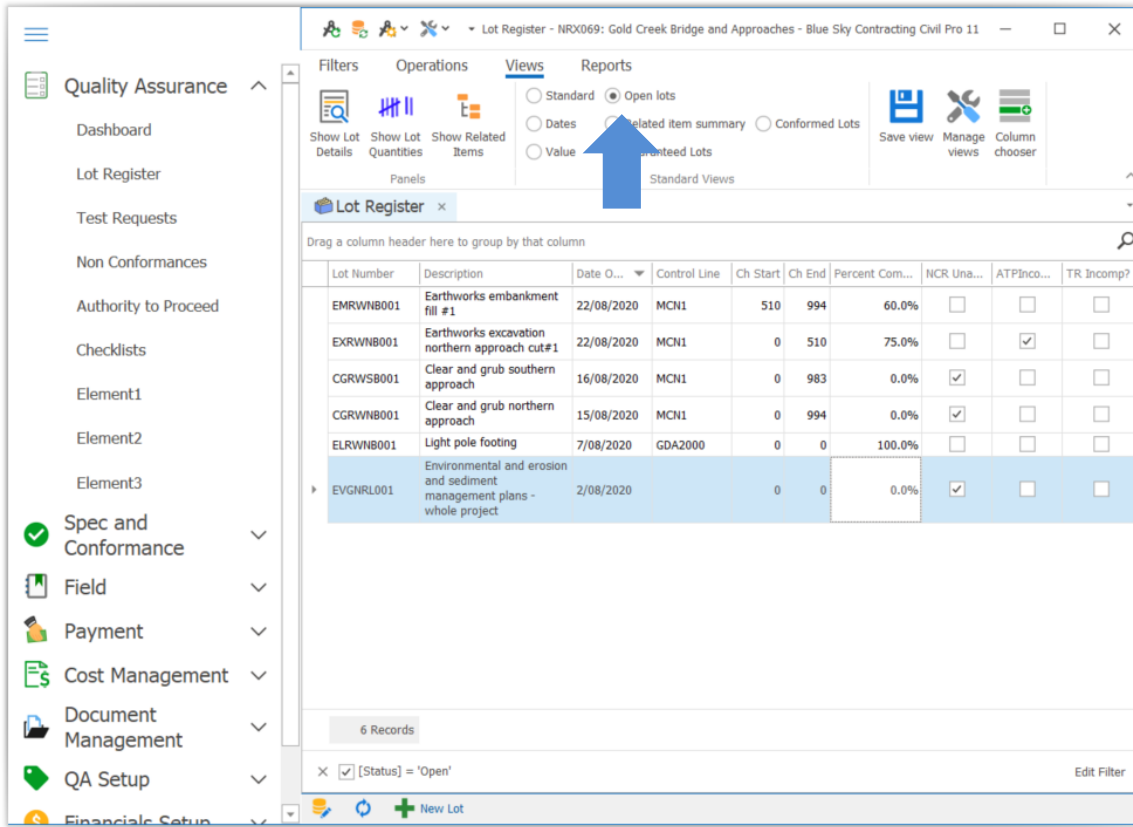 Lot Register - NRX069: Gold Creek Bridge and Approaches - Blue Sky Contracting Civil Pro 11
Quality Assurance
Dashboard
Lot Register
Test Requests
Non Conformances
Authority to Proceed
Checklists
Element1
Element2
Element3
Spec and
Conformance
Field
Payment
Cost Management
Document
Management
QA Setup
Financials Setup
Filters Operations Views Reports
Show Lot
Details
Show Lot
Quantities
Show Related
Items
Panels
Standard Open lots
Dates elated item summary Conformed Lots
Value ranteed Lots
Standard Views
Save view
Manage
views
Column
chooser
Lot Register
Drag a column header here to group by that column
Lot Number Description Date O... Control Line Ch Start Ch End Percent Com... NCR Una... ATPInco... TR Incomp?
EMRWNB001 Earthworks embankment
fill #1 22/08/2020 MCN1 510 994 60.0%
EXRWNB001 Earthworks excavation
northern approach cut#1 22/08/2020 MCN1 0 510 75.0%
CGRWSB001 Clear and grub southern
approach 16/08/2020 MCN1 0 983 0.0%
CGRWNB001 Clear and grub northern
approach 15/08/2020 MCN1 0 994 0.0%
ELRWNB001 Light pole footing 7/08/2020 GDA2000 0 0 100.0%
EVGNRL001 Environmental and erosion
and sediment
management plans -
whole project 2/08/2020 0 0 0.0%
6 Records
[Status] = 'Open' Edit Filter
New Lot